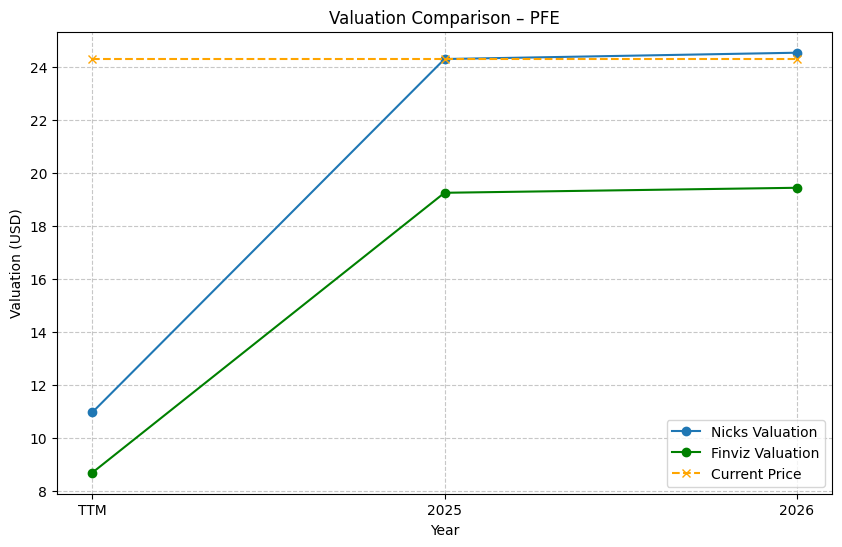 Valuation Comparison – PFE
Valuation (USD)
24
22
20
18
16
14
12
10
8
TTM
2025
2026
Year
Nicks Valuation
Finviz Valuation
Current Price